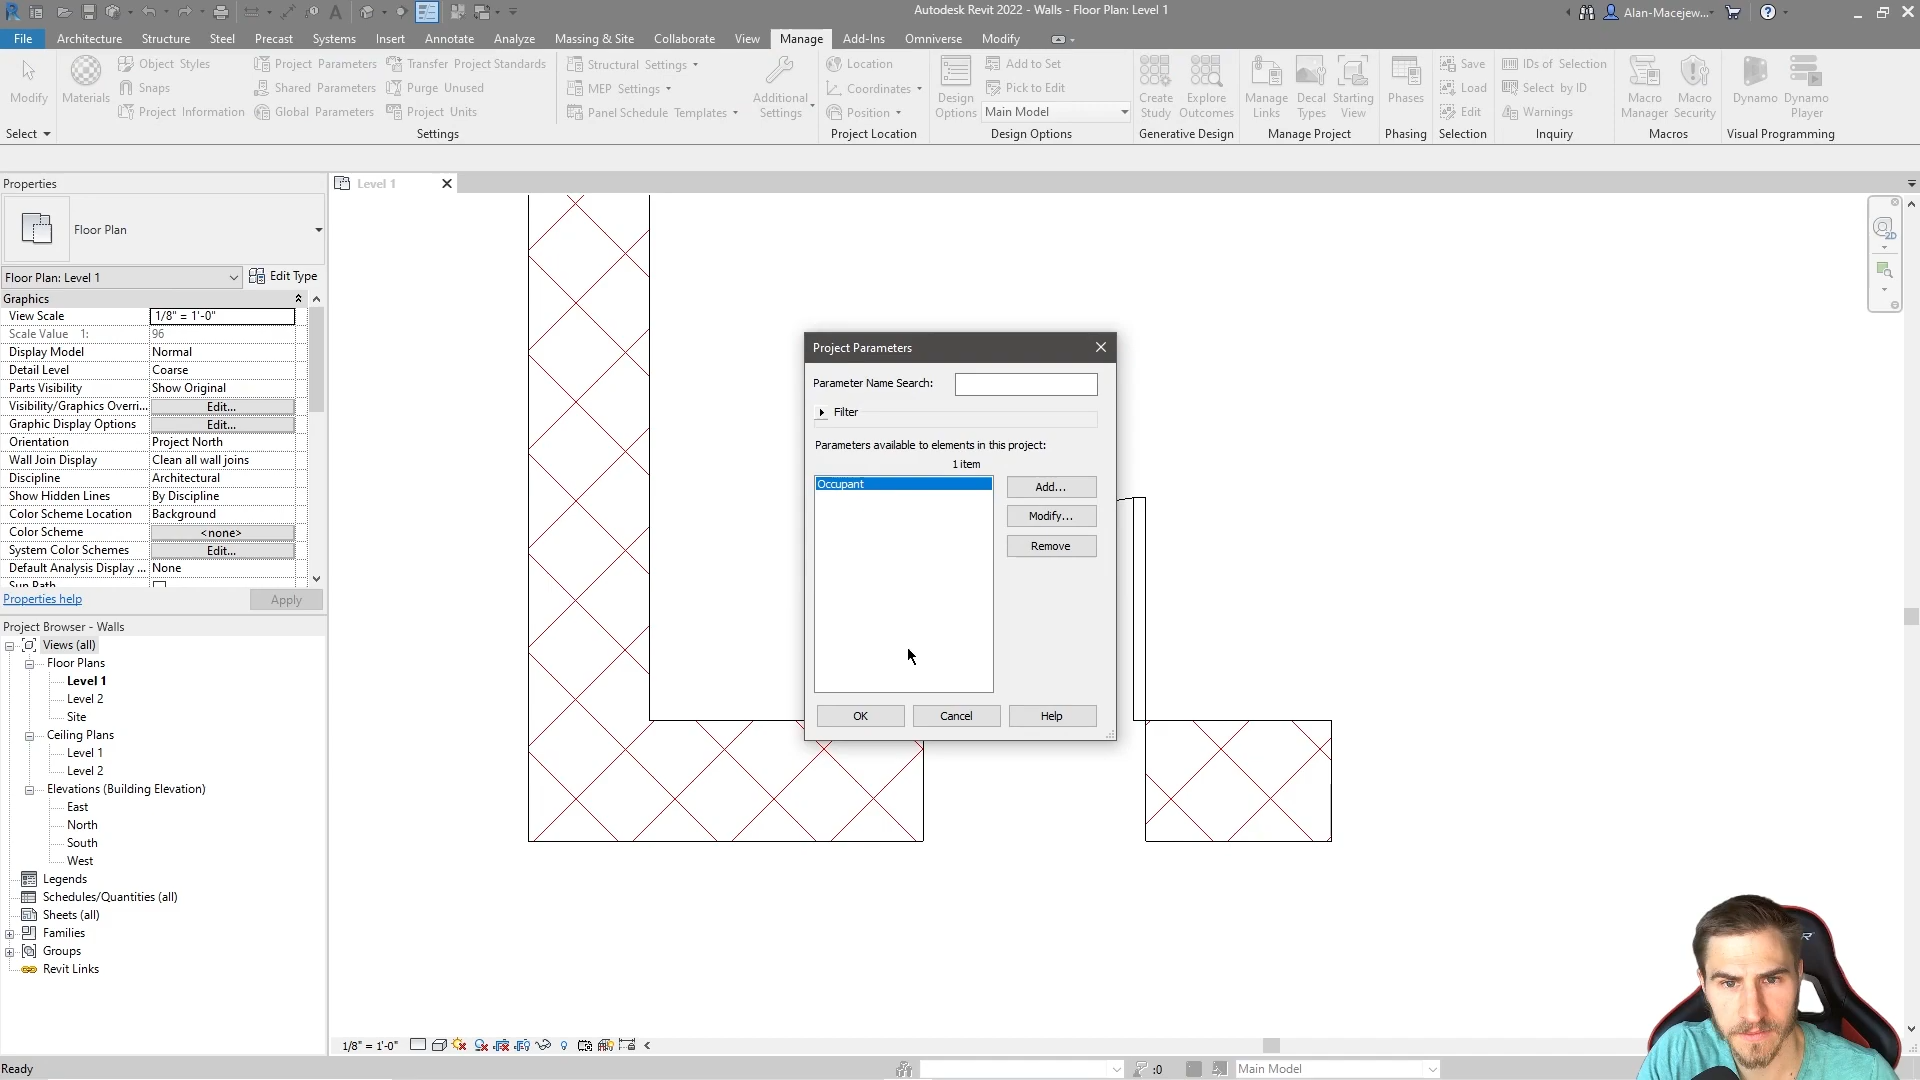 Autodesk Revit 2022 - Walls - Floor Plan: Level 1
Alan-Macejew...
File Architecture Structure Steel Precast Systems Insert Annotate Analyze Massing & Site Collaborate View Manage Add-Ins Omniverse Modify
Modify
Select
Materials
Object Styles
Snaps
Project Information
Project Parameters
Shared Parameters
Global Parameters
Transfer Project Standards
Purge Unused
Project Units
Settings
Structural Settings
MEP Settings
Panel Schedule Templates
Additional Settings
Location
Coordinates
Position
Project Location
Design Options
Add to Set
Pick to Edit
Main Model
Design Options
Create Study
Explore Outcomes
Generative Design
Manage Links
Decal Types
Starting View
Manage Project
Phases
Phasing
Save
Load
Edit
Selection
IDs of Selection
Select by ID
Warnings
Inquiry
Macro Manager
Macro Security
Macros
Dynamo
Dynamo Player
Visual Programming
Properties
Floor Plan
Floor Plan: Level 1
Edit Type
Graphics
View Scale 1/8" = 1'-0"
Scale Value 1: 96
Display Model Normal
Detail Level Coarse
Parts Visibility Show Original
Visibility/Graphics Overri... Edit...
Graphic Display Options Edit...
Orientation Project North
Wall Join Display Clean all wall joins
Discipline Architectural
Show Hidden Lines By Discipline
Color Scheme Location Background
Color Scheme <none>
System Color Schemes Edit...
Default Analysis Display ... None
Sun Path
Properties help
Apply
Project Browser - Walls
Views (all)
Floor Plans
Level 1
Level 2
Site
Ceiling Plans
Level 1
Level 2
Elevations (Building Elevation)
East
North
South
West
Legends
Schedules/Quantities (all)
Sheets (all)
Families
Groups
Revit Links
Level 1
2D
Project Parameters
Parameter Name Search:
Filter
Parameters available to elements in this project:
1 item
Occupant
Add...
Modify...
Remove
OK
Cancel
Help
1/8" = 1'-0"
Ready
:0
Main Model